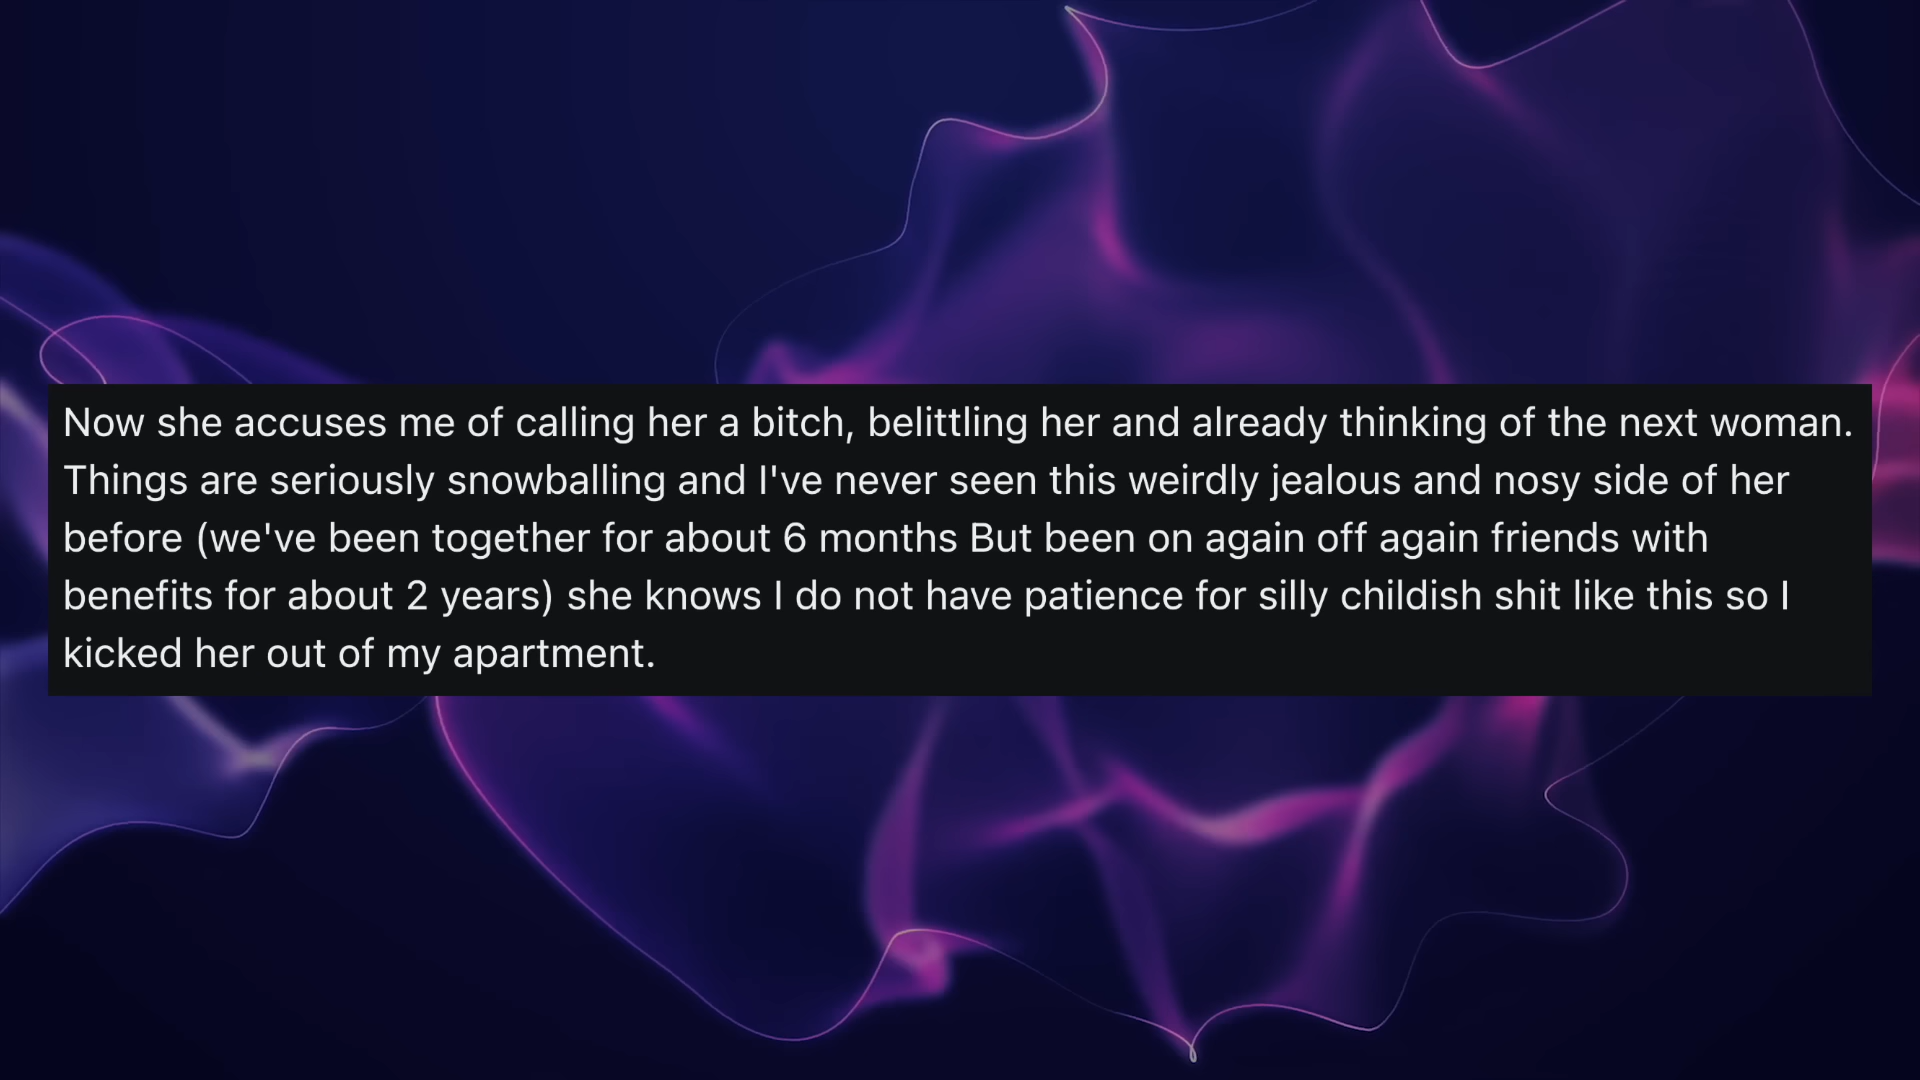 Now she accuses me of calling her a bitch, belittling her and already thinking of the next woman.
Things are seriously snowballing and I've never seen this weirdly jealous and nosy side of her
before (we've been together for about 6 months But been on again off again friends with
benefits for about 2 years) she knows I do not have patience for silly childish shit like this so I
kicked her out of my apartment.